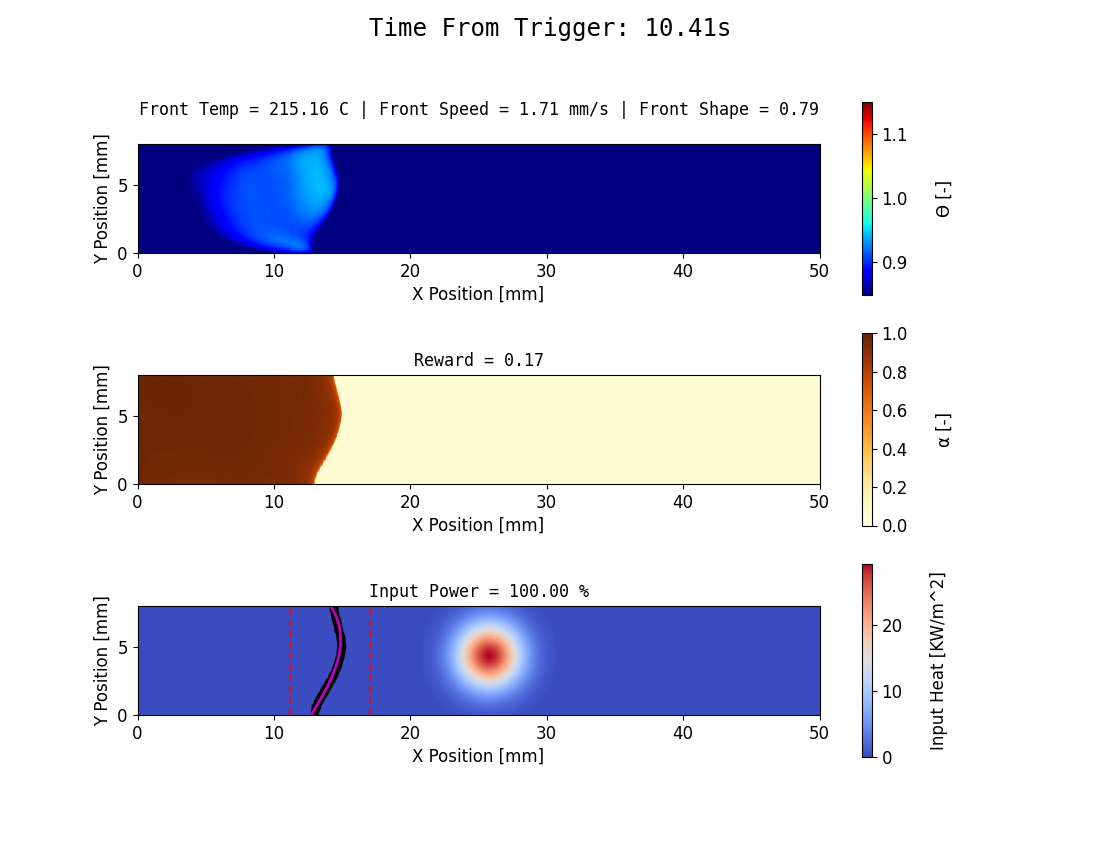 Time From Trigger: 10.41s
Front Temp = 215.16 C | Front Speed = 1.71 mm/s | Front Shape = 0.79
Y Position [mm]
5
0
0 10 20 30 40 50
X Position [mm]
1.1
1.0
0.9
Θ [-]
Reward = 0.17
Y Position [mm]
5
0
0 10 20 30 40 50
X Position [mm]
1.0
0.8
0.6
0.4
0.2
0.0
α [-]
Input Power = 100.00 %
Y Position [mm]
5
0
0 10 20 30 40 50
X Position [mm]
20
10
0
Input Heat [KW/m^2]